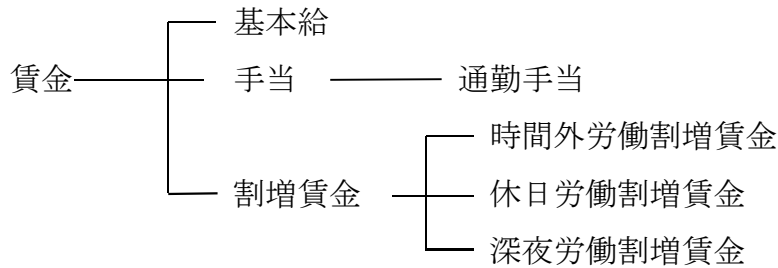 基本給
賃金 手当 通勤手当
時間外労働割増賃金
割増賃金 休日労働割増賃金
深夜労働割増賃金